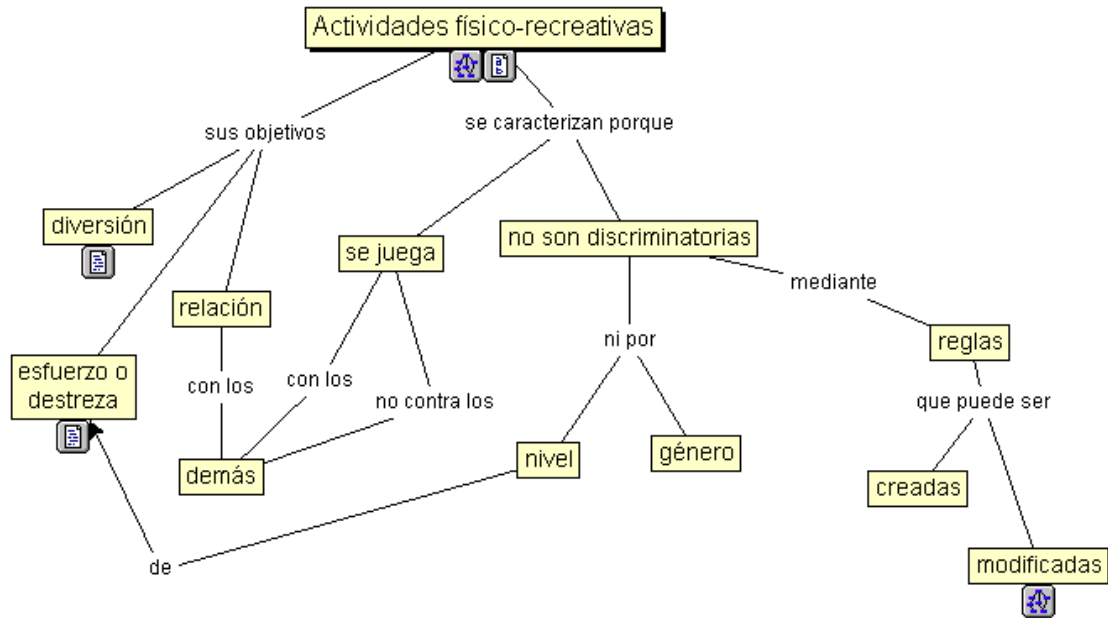 Actividades físico-recreativas
sus objetivos
se caracterizan porque
diversión
se juega
no son discriminatorias
mediante
relación
reglas
ni por
esfuerzo o
destreza
con los
con los
no contra los
que puede ser
demás
nivel
género
creadas
de
modificadas